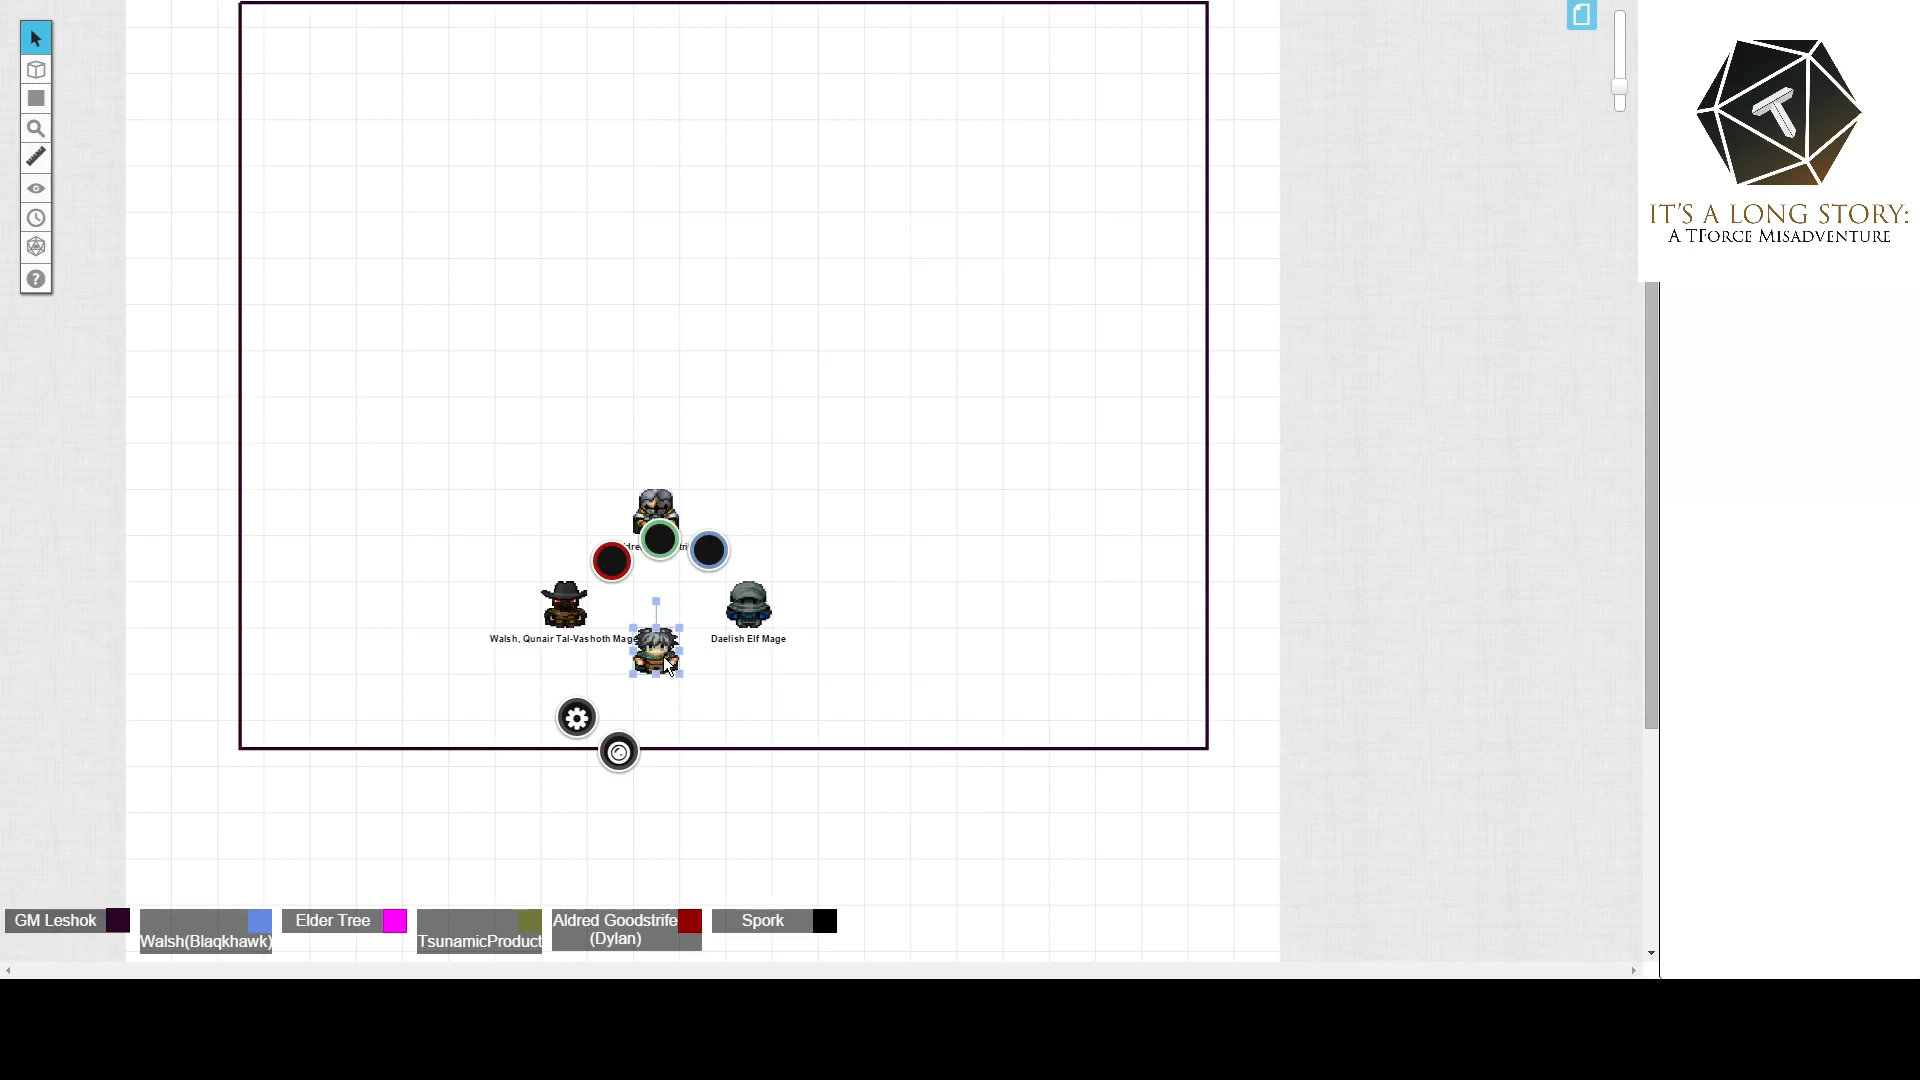 IT'S A LONG STORY:
A TFORCE MISADVENTURE
Walsh, Qunair Tal-Vashoth Mage
Daelish Elf Mage
GM Leshok
Walsh(Blaqkhawk)
Elder Tree
TsunamicProduct
Aldred Goodstrife
(Dylan)
Spork